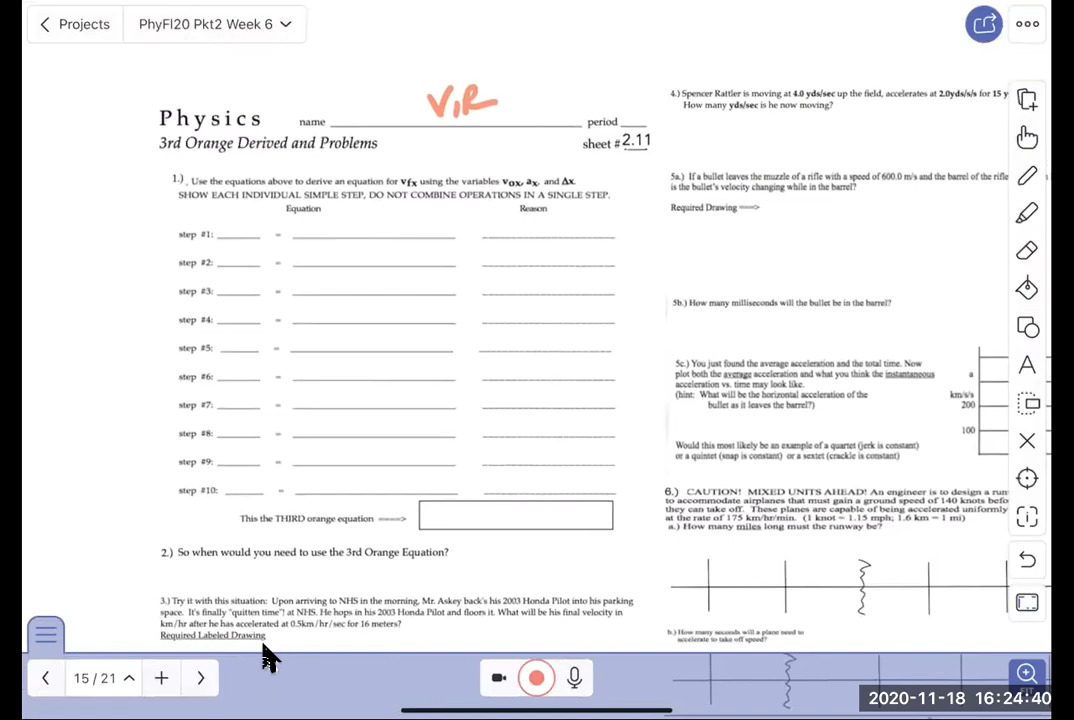 Projects
PhyFl20 Pkt2 Week 6
VIR
Physics
name
period
3rd Orange Derived and Problems
sheet # 2.11
1.) Use the equations above to derive an equation for vfx using the variables vox, ax, and Δx.
SHOW EACH INDIVIDUAL SIMPLE STEP, DO NOT COMBINE OPERATIONS IN A SINGLE STEP.
Equation
Reason
step #1: =
step #2: =
step #3: =
step #4: =
step #5: =
step #6: =
step #7: =
step #8: =
step #9: =
step #10: =
This the THIRD orange equation ====>
2.) So when would you need to use the 3rd Orange Equation?
3.) Try it with this situation: Upon arriving to NHS in the morning, Mr. Askey back's his 2003 Honda Pilot into his parking
space. It's finally "quitten time"! at NHS. He hops in his 2003 Honda Pilot and floors it. What will be his final velocity in
km/hr after he has accelerated at 0.5km/hr/sec for 16 meters?
Required Labeled Drawing
4.) Spencer Rattler is moving at 4.0 yds/sec up the field, accelerates at 2.0yds/s/s for 15 y
How many yds/sec is he now moving?
5a.) If a bullet leaves the muzzle of a rifle with a speed of 600.0 m/s and the barrel of the rifle
is the bullet's velocity changing while in the barrel?
Required Drawing ===>
5b.) How many milliseconds will the bullet be in the barrel?
5c.) You just found the average acceleration and the total time. Now
plot both the average acceleration and what you think the instantaneous
acceleration vs. time may look like.
(hint: What will be the horizontal acceleration of the
bullet as it leaves the barrel?)
a
km/s/s
200
100
Would this most likely be an example of a quartet (jerk is constant)
or a quintet (snap is constant) or a sextet (crackle is constant)
6.) CAUTION! MIXED UNITS AHEAD! An engineer is to design a run
to accommodate airplanes that must gain a ground speed of 140 knots befo
they can take off. These planes are capable of being accelerated uniformly
at the rate of 175 km/hr/min. (1 knot = 1.15 mph; 1.6 km = 1 mi)
a.) How many miles long must the runway be?
b.) How many seconds will a plane need to
accelerate to take off speed?
A
15 / 21
FIT
2020-11-18 16:24:40